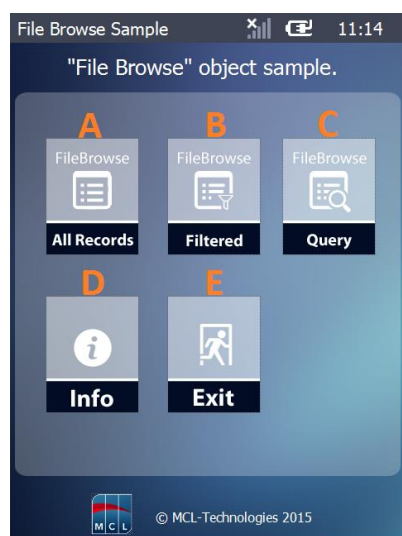 File Browse Sample 11:14
"File Browse" object sample.
A B C
FileBrowse FileBrowse FileBrowse
All Records Filtered Query
D E
i
Info Exit
MCL © MCL-Technologies 2015